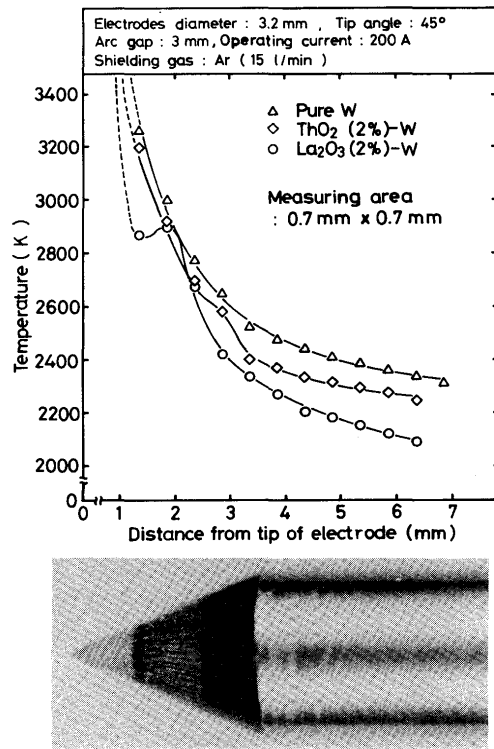 Electrodes diameter : 3.2 mm , Tip angle : 45°
Arc gap : 3 mm, Operating current : 200 A
Shielding gas : Ar ( 15 l/min )
3400
3200
3000
2800
2600
2400
2200
2000
0
Temperature ( K )
△ Pure W
◇ ThO₂ (2%)-W
○ La₂O₃ (2%)-W
Measuring area
: 0.7 mm x 0.7 mm
0 1 2 3 4 5 6 7
Distance from tip of electrode (mm)